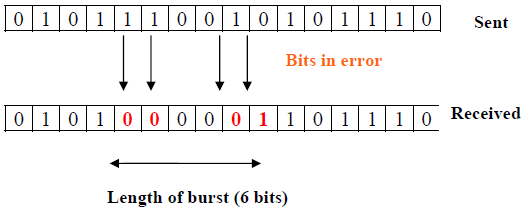 0 1 0 1 1 1 0 0 1 0 1 0 1 1 1 0 Sent
Bits in error
0 1 0 1 0 0 0 0 0 1 1 0 1 1 1 0 Received
Length of burst (6 bits)